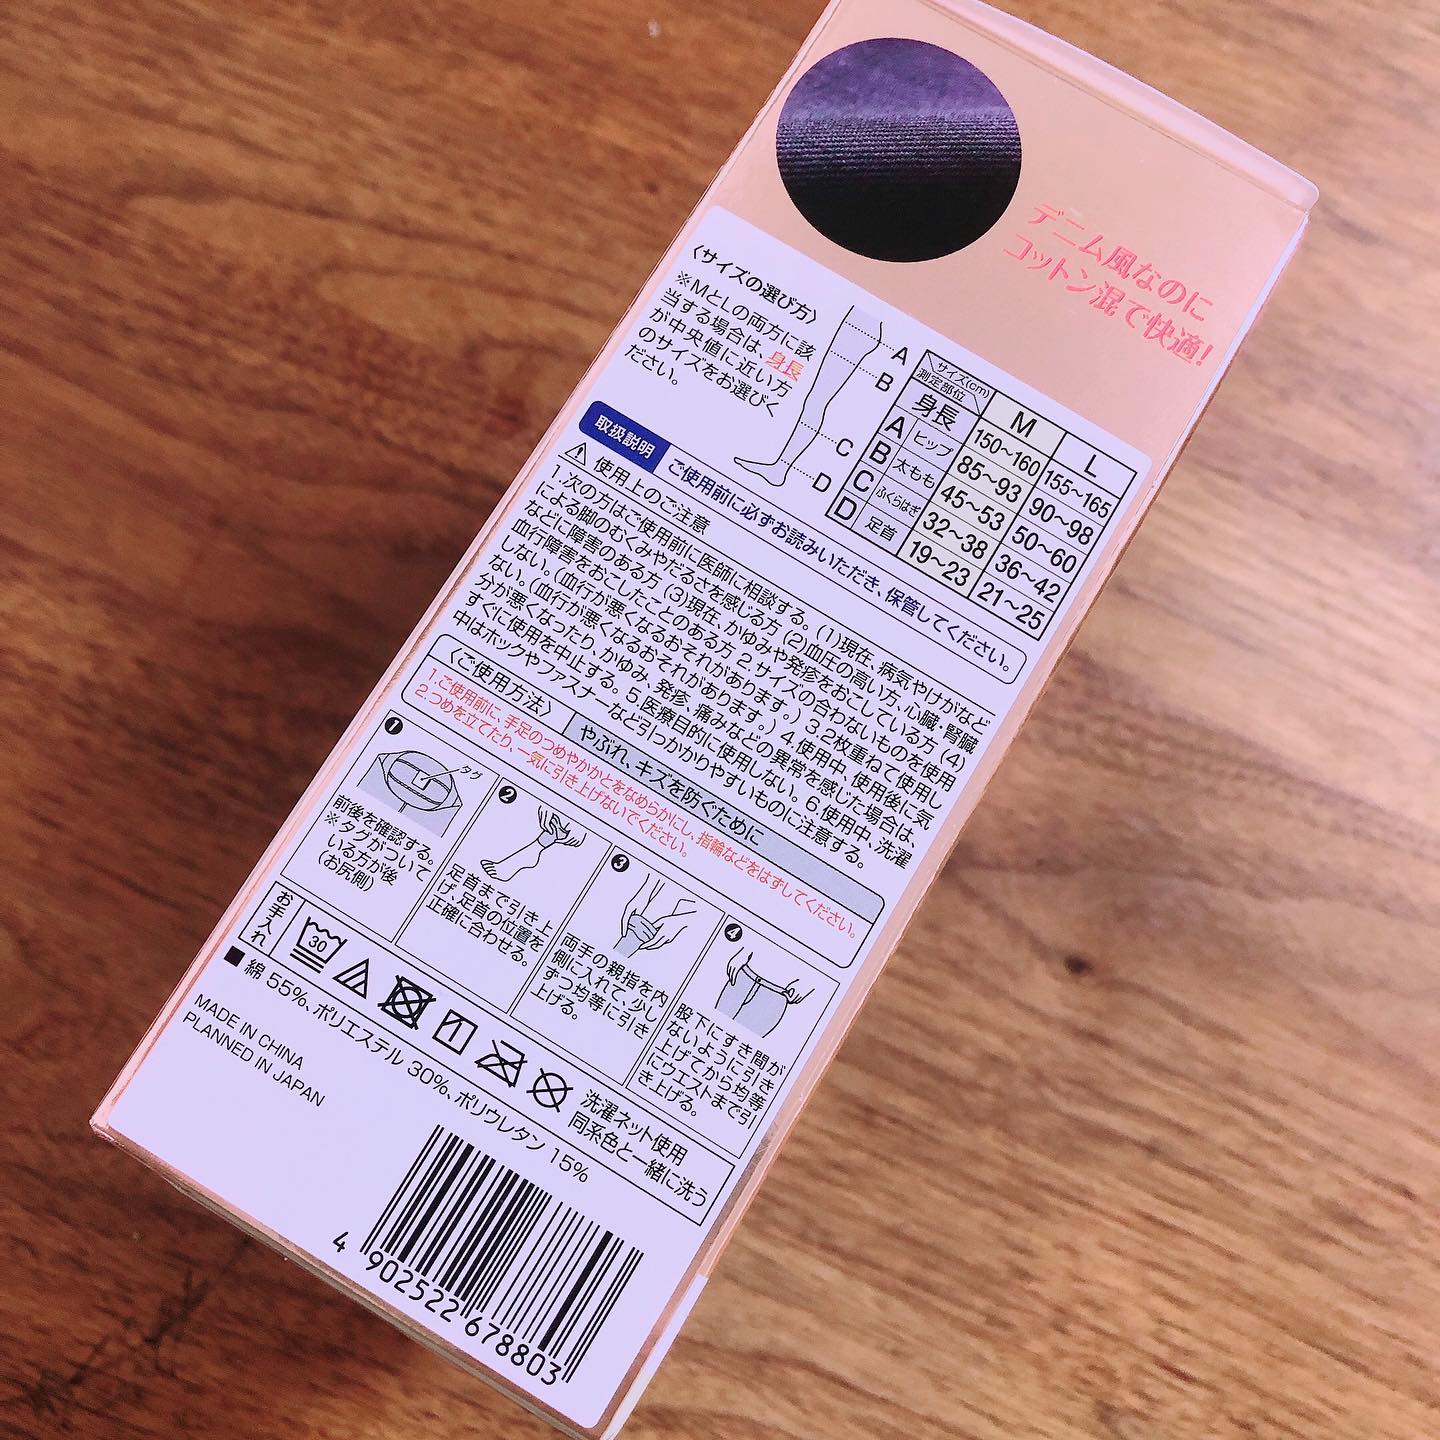 デニム風なのに
コットン混で快適!
〈サイズの選び方〉
※MとLの両方に該
当する場合は、身長
が中央値に近い方
のサイズをお選びく
ださい。
A
B
C
D
サイズ(cm)
測定部位
M
L
身長
150〜160
155〜165
A ヒップ
85〜93
90〜98
B 太もも
45〜53
50〜60
C ふくらはぎ
32〜38
36〜42
D 足首
19〜23
21〜25
取扱説明
ご使用前に必ずお読みいただき、保管してください。
使用上のご注意
1.次の方はご使用前に医師に相談する。(1)現在、病気やけがなど
による脚のむくみやだるさを感じる方(2)血圧の高い方、心臓・腎臓
などに障害のある方(3)現在、かゆみや発疹をおこしている方(4)
血行障害をおこしたことのある方 2.サイズの合わないものを使用
しない。(血行が悪くなるおそれがあります。) 3.2枚重ねて使用し
ない。(血行が悪くなるおそれがあります。) 4.使用中、使用後に気
分が悪くなったり、かゆみ、発疹、痛みなどの異常を感じた場合は、
すぐに使用を中止する。 5.医療目的に使用しない。 6.使用中、洗濯
中はホックやファスナーなど引っかかりやすいものに注意する。
〈ご使用方法〉
やぶれ、キズを防ぐために
1.ご使用前に、手足のつめやかかとをなめらかにし、指輪などをはずしてください。
2.つめを立てたり、一気に引き上げないでください。
1
タグ
前後を確認する。
※タグがついて
いる方が後
(お尻側)
2
足首まで引き上
げ、足首の位置を
正確に合わせる。
3
両手の親指を内
側に入れて、少し
ずつ均等に引き
上げる。
4
股下にすき間が
ないように引き
上げてから均等
にウエストまで引
き上げる。
お手入れ
30
洗濯ネット使用
同系色と一緒に洗う
■ 綿 55%、ポリエステル 30%、ポリウレタン 15%
MADE IN CHINA
PLANNED IN JAPAN
4 902522 678803